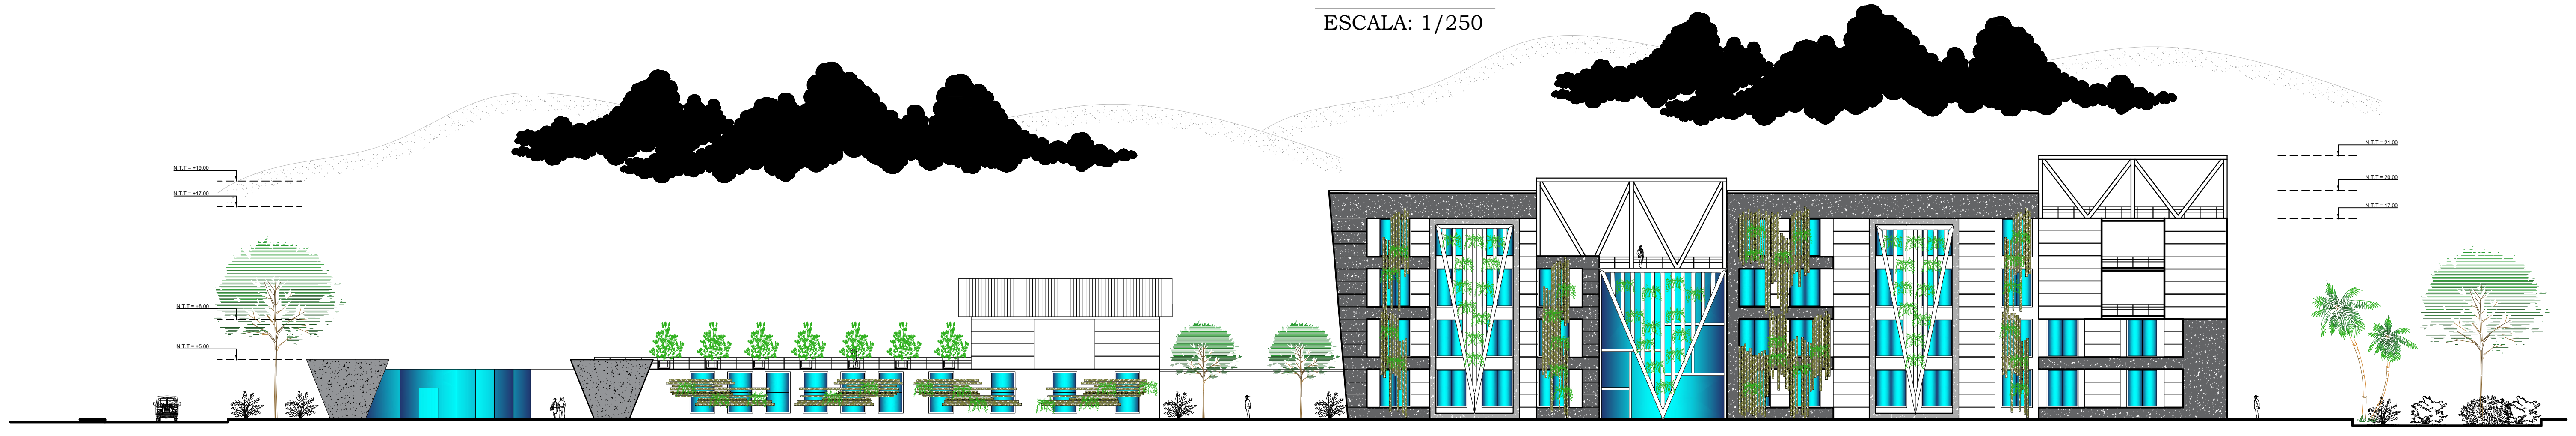 ESCALA: 1/250
N.T.T = +19.00
N.T.T = +17.00
N.T.T = +8.00
N.T.T = +5.00
N.T.T = 21.00
N.T.T = 20.00
N.T.T = 17.00